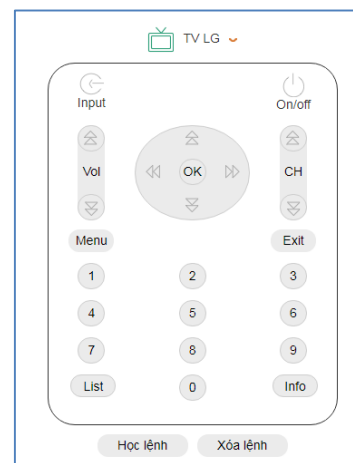 TV LG
Input On/off
Vol OK CH
Menu Exit
1 2 3
4 5 6
7 8 9
List 0 Info
Học lệnh Xóa lệnh